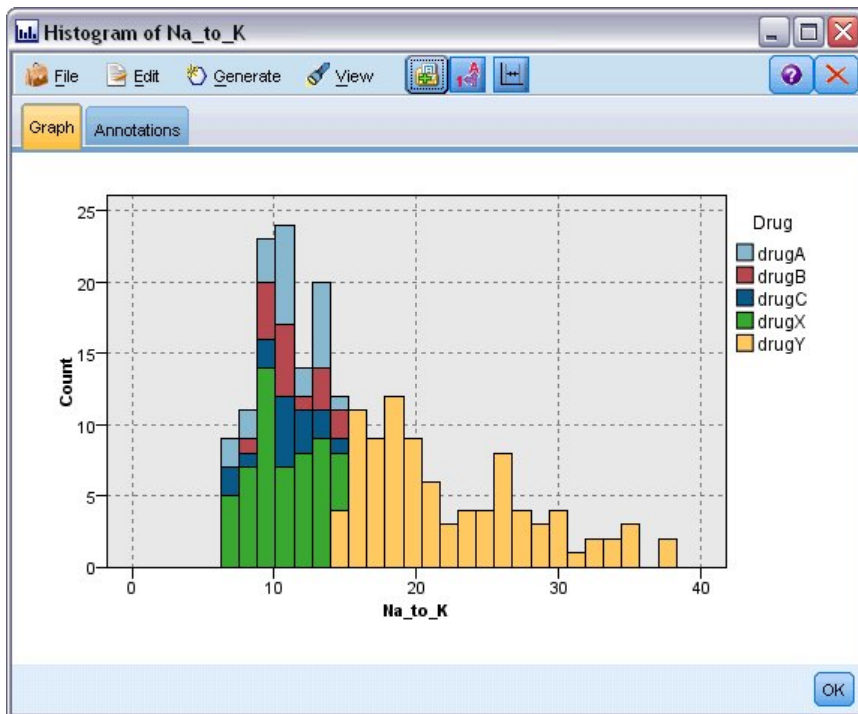 Histogram of Na_to_K
File Edit Generate View
Graph Annotations
25
20
15
10
5
0
Count
0 10 20 30 40
Na_to_K
Drug
drugA
drugB
drugC
drugX
drugY
OK